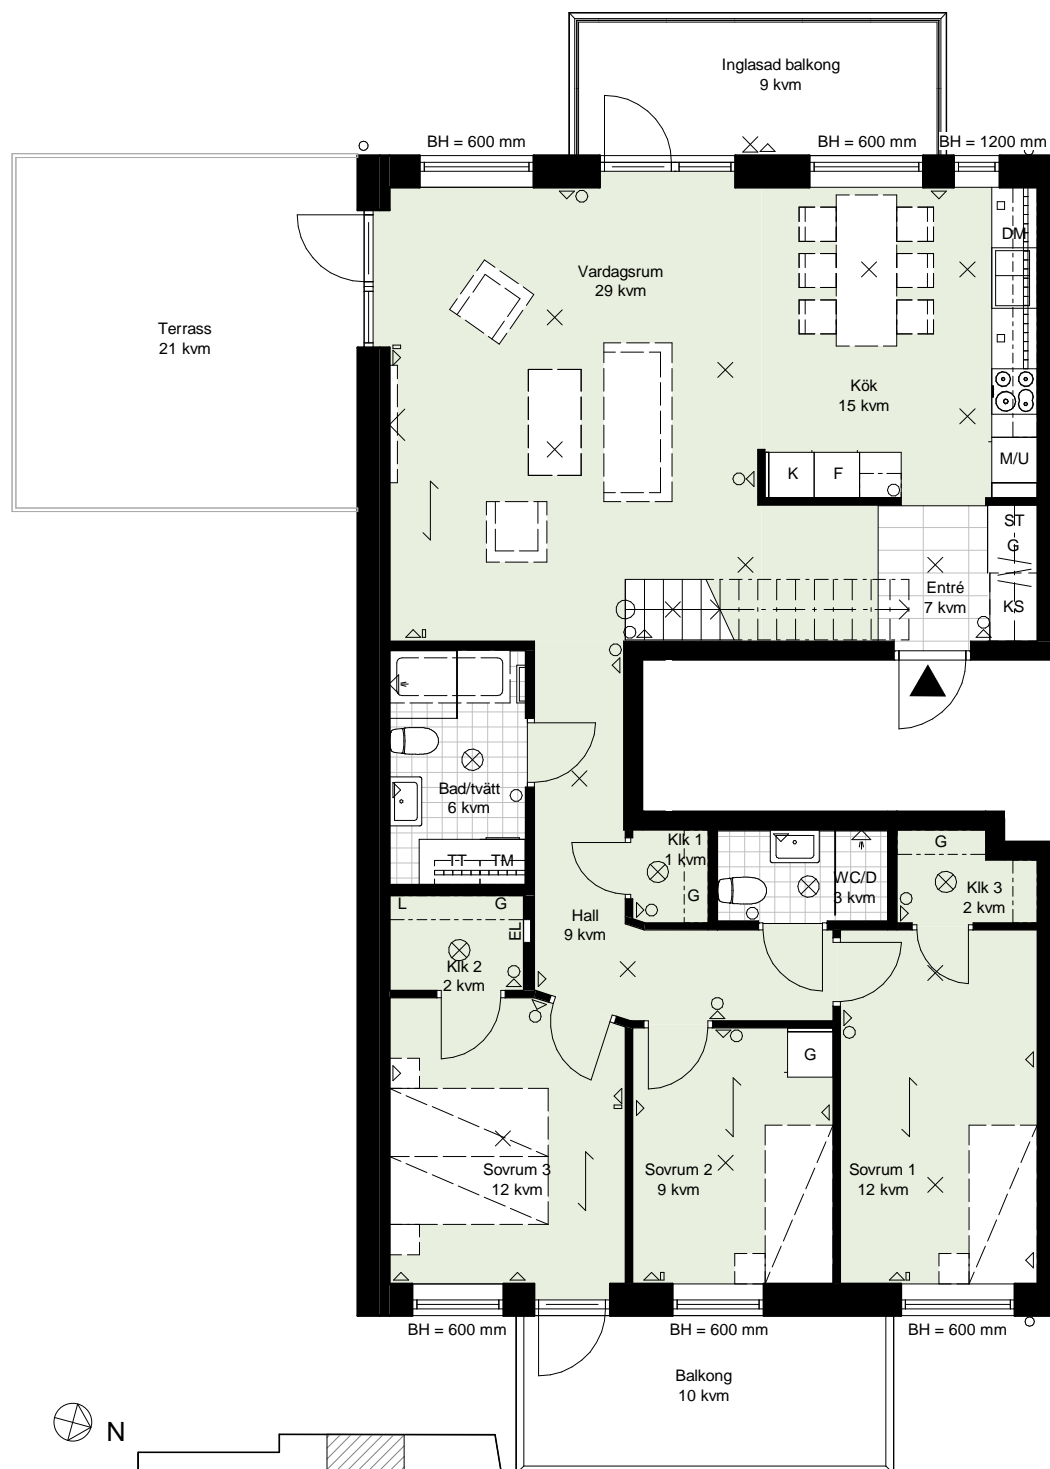 Inglasad balkong
9 kvm
BH = 600 mm
BH = 600 mm
BH = 1200 mm
DM
Vardagsrum
29 kvm
Terrass
21 kvm
Kök
15 kvm
K
F
M/U
ST
G
Entré
7 kvm
KS
Bad/tvätt
6 kvm
TT
TM
Klk 1
1 kvm
G
WC/D
3 kvm
G
Klk 3
2 kvm
L
G
EL
Hall
9 kvm
Klk 2
2 kvm
G
Sovrum 3
12 kvm
Sovrum 2
9 kvm
Sovrum 1
12 kvm
BH = 600 mm
BH = 600 mm
BH = 600 mm
Balkong
10 kvm
N